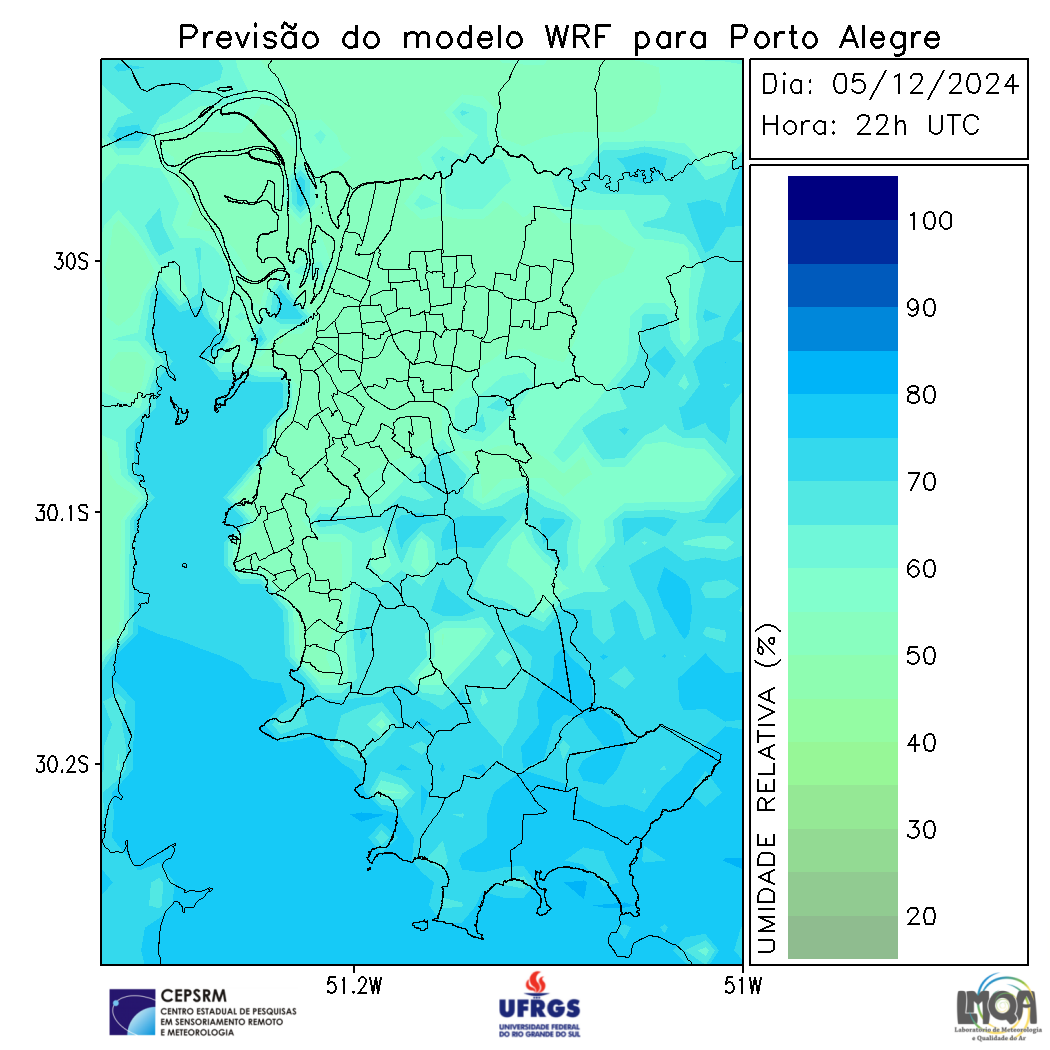 Previsão do modelo WRF para Porto Alegre
Dia: 05/12/2024
Hora: 22h UTC
30S
30.1S
30.2S
51.2W
51W
UMIDADE RELATIVA (%)
100
90
80
70
60
50
40
30
20
CEPSRM
CENTRO ESTADUAL DE PESQUISAS
EM SENSORIAMENTO REMOTO
E METEOROLOGIA
UFRGS
UNIVERSIDADE FEDERAL
DO RIO GRANDE DO SUL
LMQA
Laboratório de Meteorologia
e Qualidade do Ar